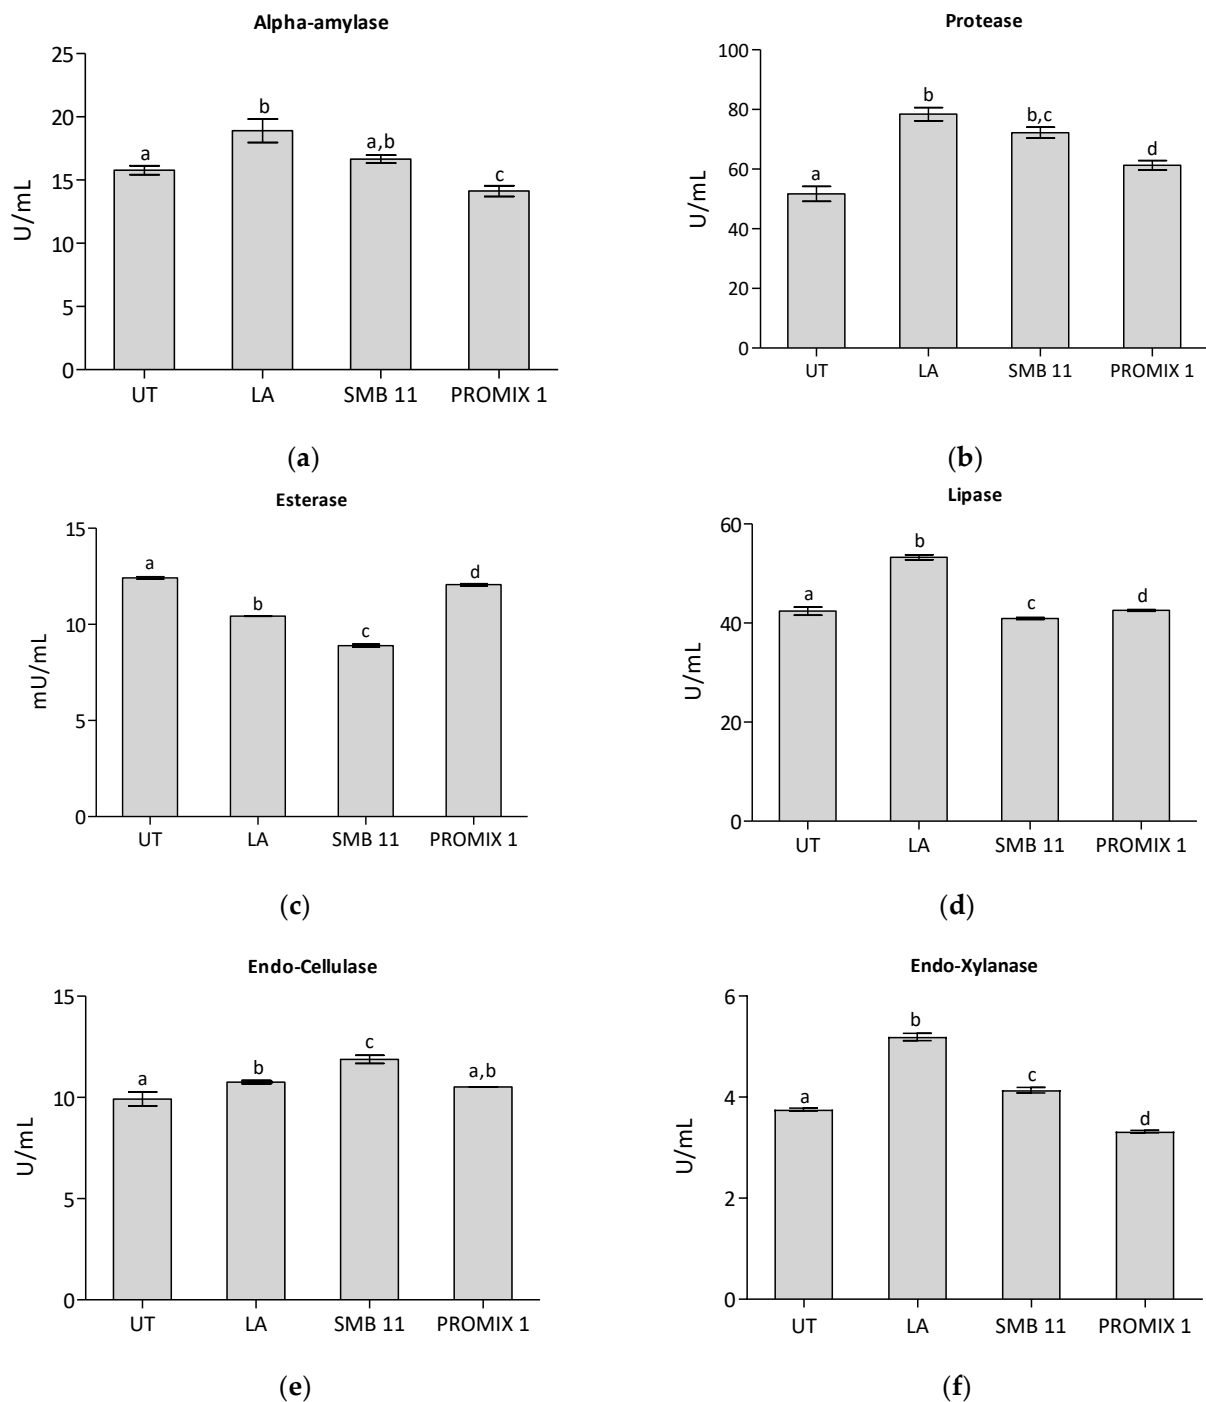 Alpha-amylase
25
20
15
10
5
0
U/mL
a
b
a,b
c
UT LA SMB 11 PROMIX 1
(a)
Protease
100
80
60
40
20
0
U/mL
a
b
b,c
d
UT LA SMB 11 PROMIX 1
(b)
Esterase
15
10
5
0
mU/mL
a
b
c
d
UT LA SMB 11 PROMIX 1
(c)
Lipase
60
40
20
0
U/mL
a
b
c
d
UT LA SMB 11 PROMIX 1
(d)
Endo-Cellulase
15
10
5
0
U/mL
a
b
c
a,b
UT LA SMB 11 PROMIX 1
(e)
Endo-Xylanase
6
4
2
0
U/mL
a
b
c
d
UT LA SMB 11 PROMIX 1
(f)